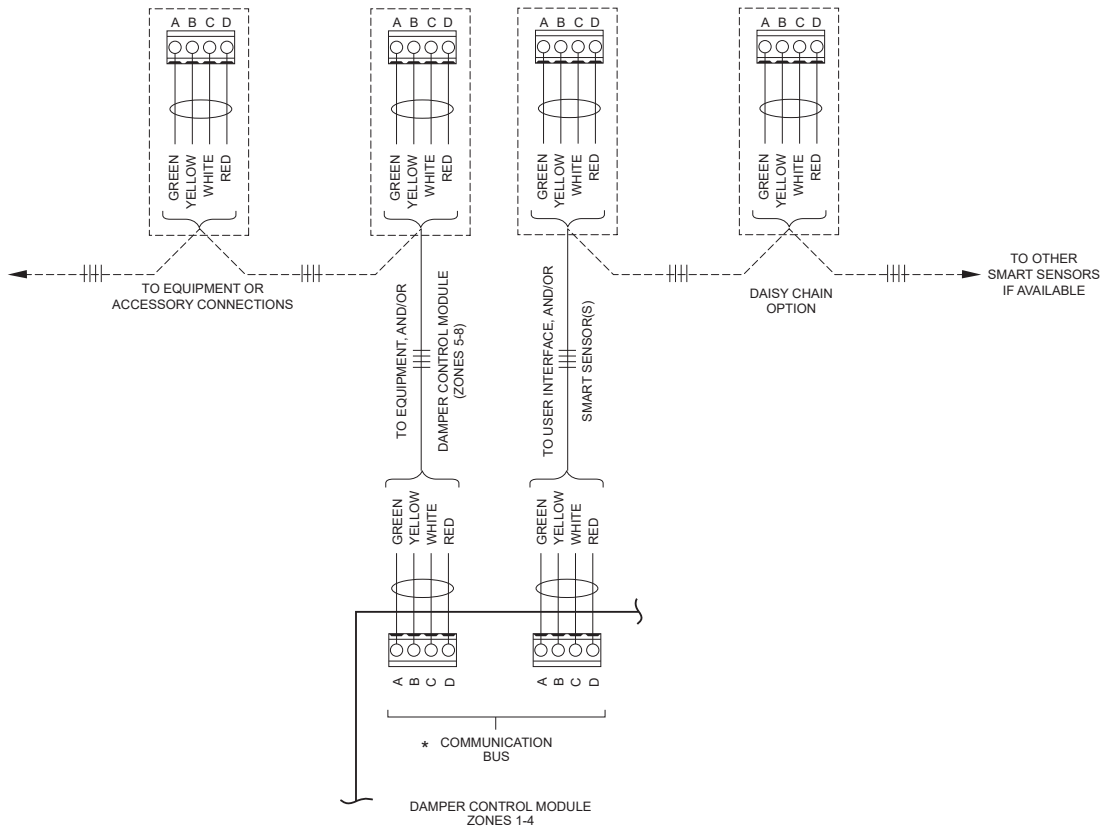 A B C D
A B C D
A B C D
A B C D
GREEN
YELLOW
WHITE
RED
GREEN
YELLOW
WHITE
RED
GREEN
YELLOW
WHITE
RED
GREEN
YELLOW
WHITE
RED
TO EQUIPMENT OR
ACCESSORY CONNECTIONS
TO EQUIPMENT, AND/OR
DAMPER CONTROL MODULE
(ZONES 5-8)
TO USER INTERFACE, AND/OR
SMART SENSOR(S)
DAISY CHAIN
OPTION
TO OTHER
SMART SENSORS
IF AVAILABLE
GREEN
YELLOW
WHITE
RED
GREEN
YELLOW
WHITE
RED
A B C D
A B C D
* COMMUNICATION
BUS
DAMPER CONTROL MODULE
ZONES 1-4